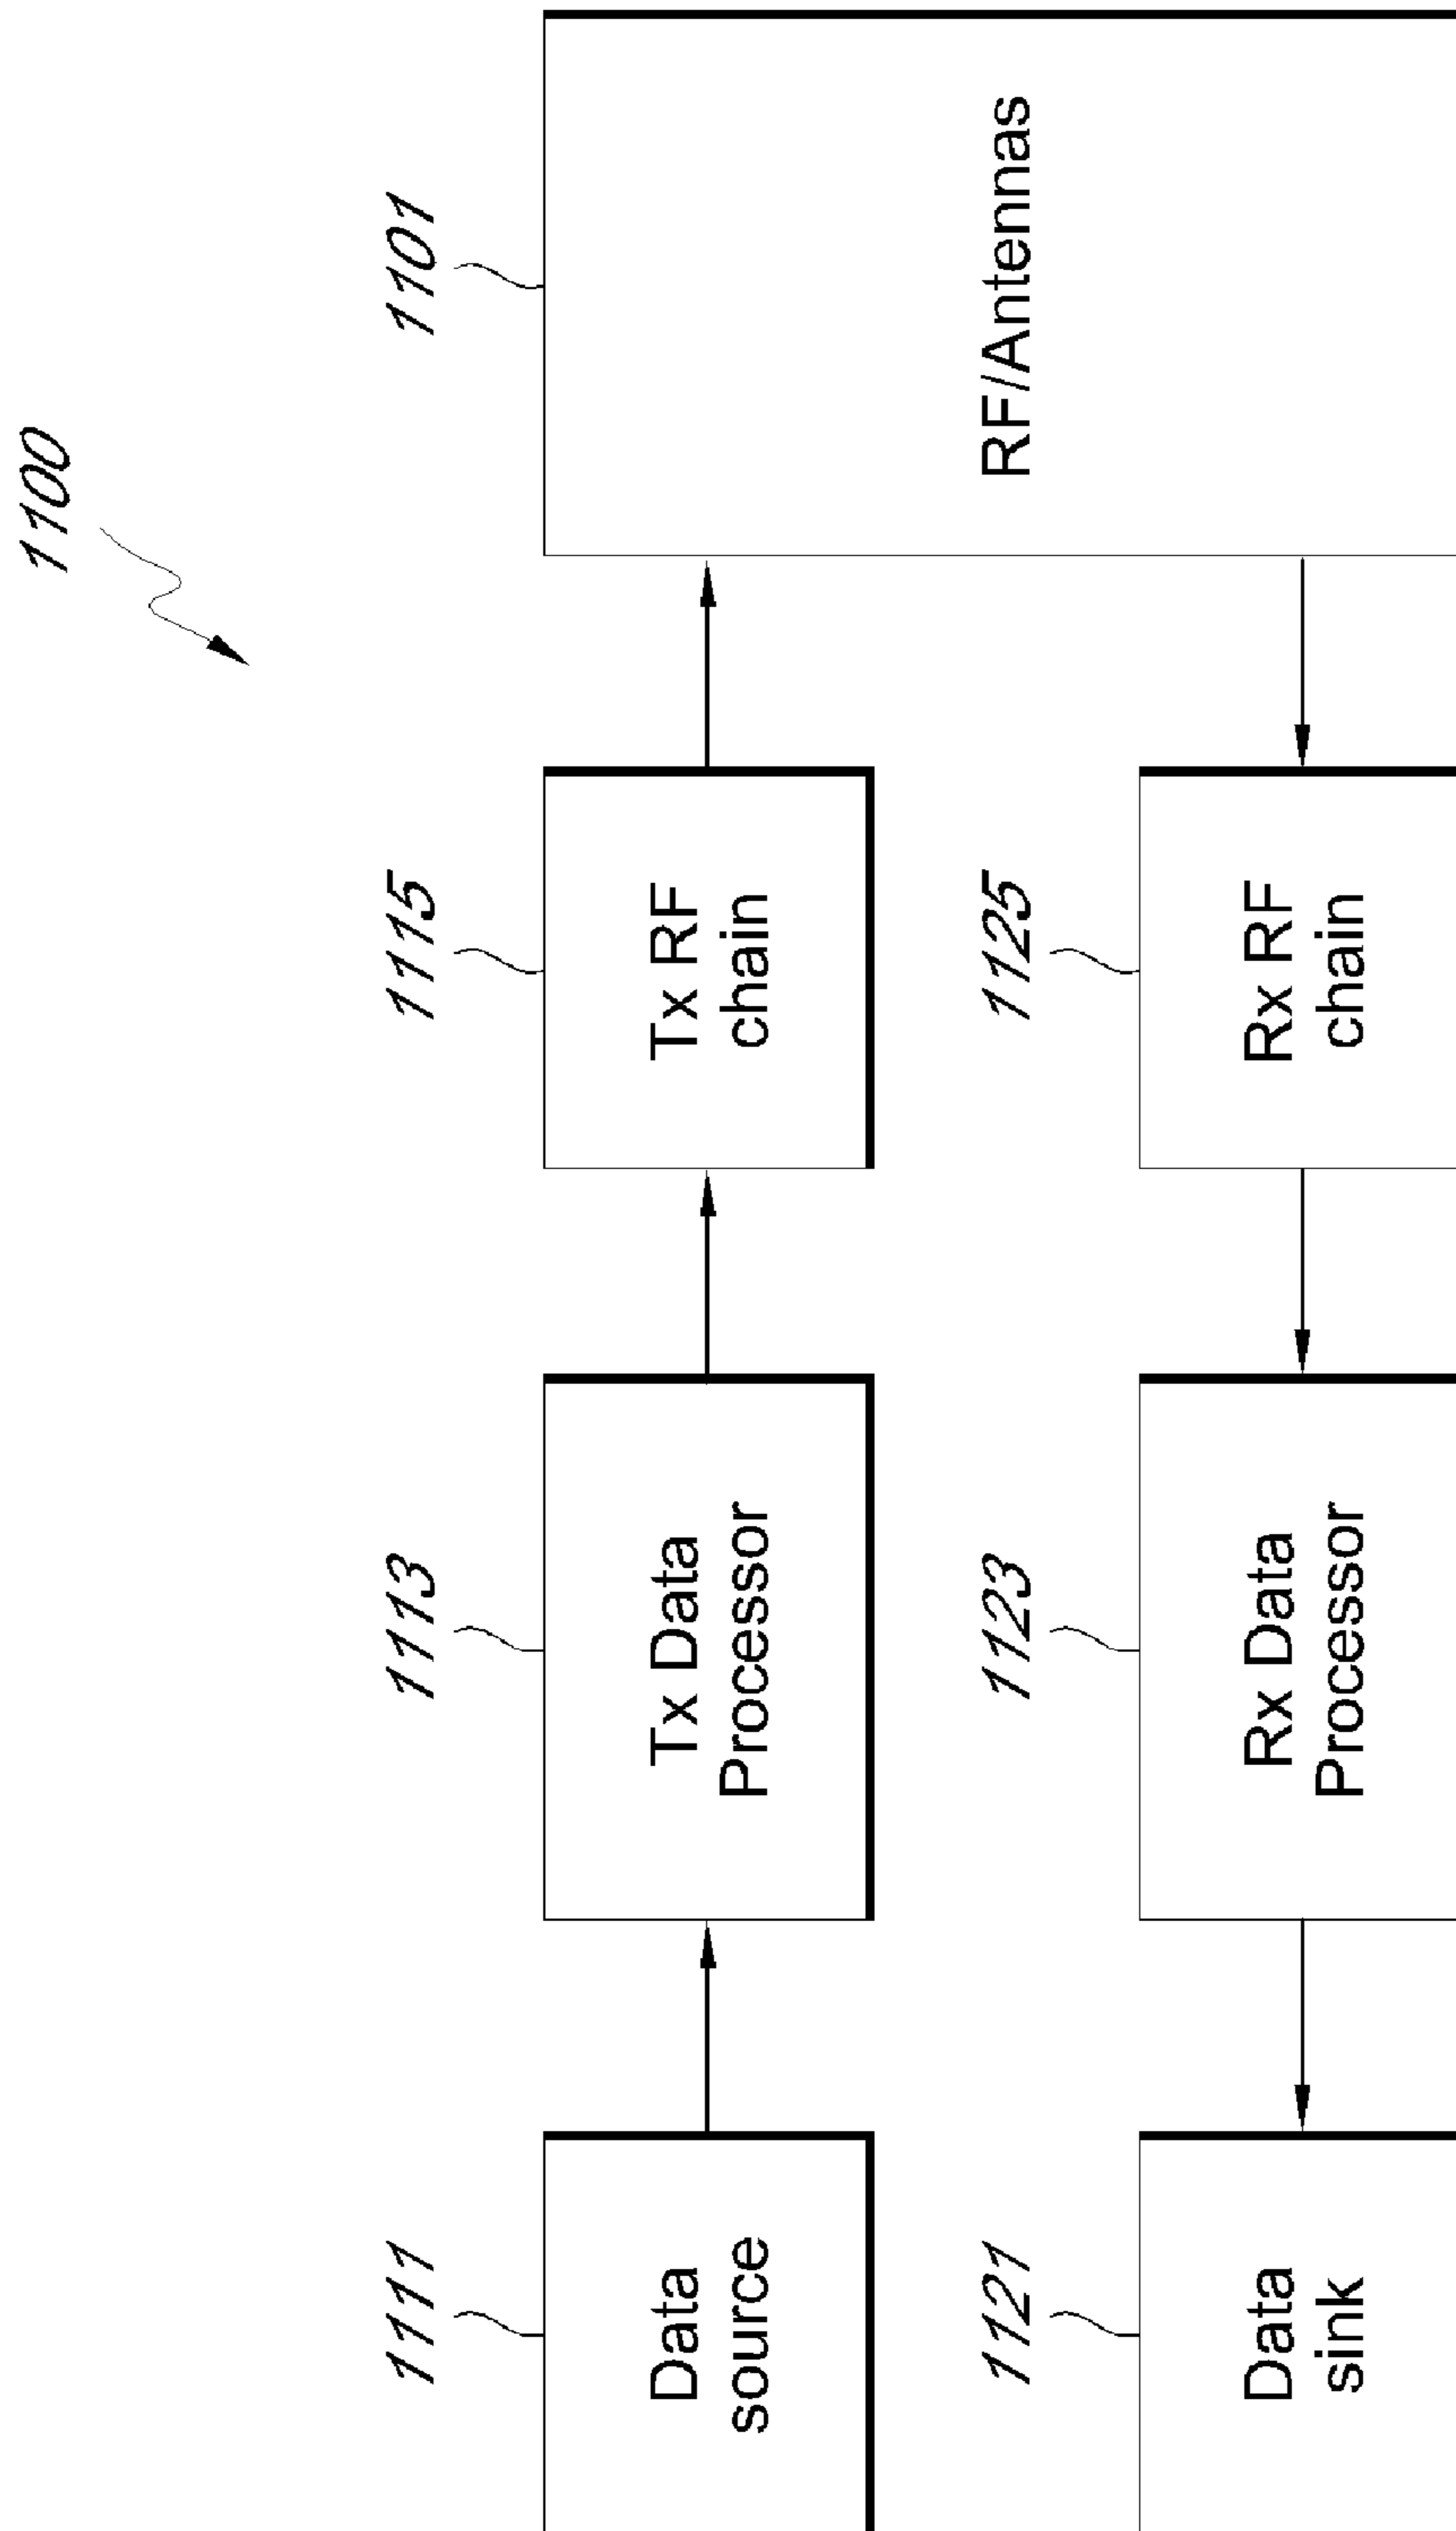 1100
1111
Data
source
1113
Tx Data
Processor
1115
Tx RF
chain
1101
RF/Antennas
1121
Data
sink
1123
Rx Data
Processor
1125
Rx RF
chain